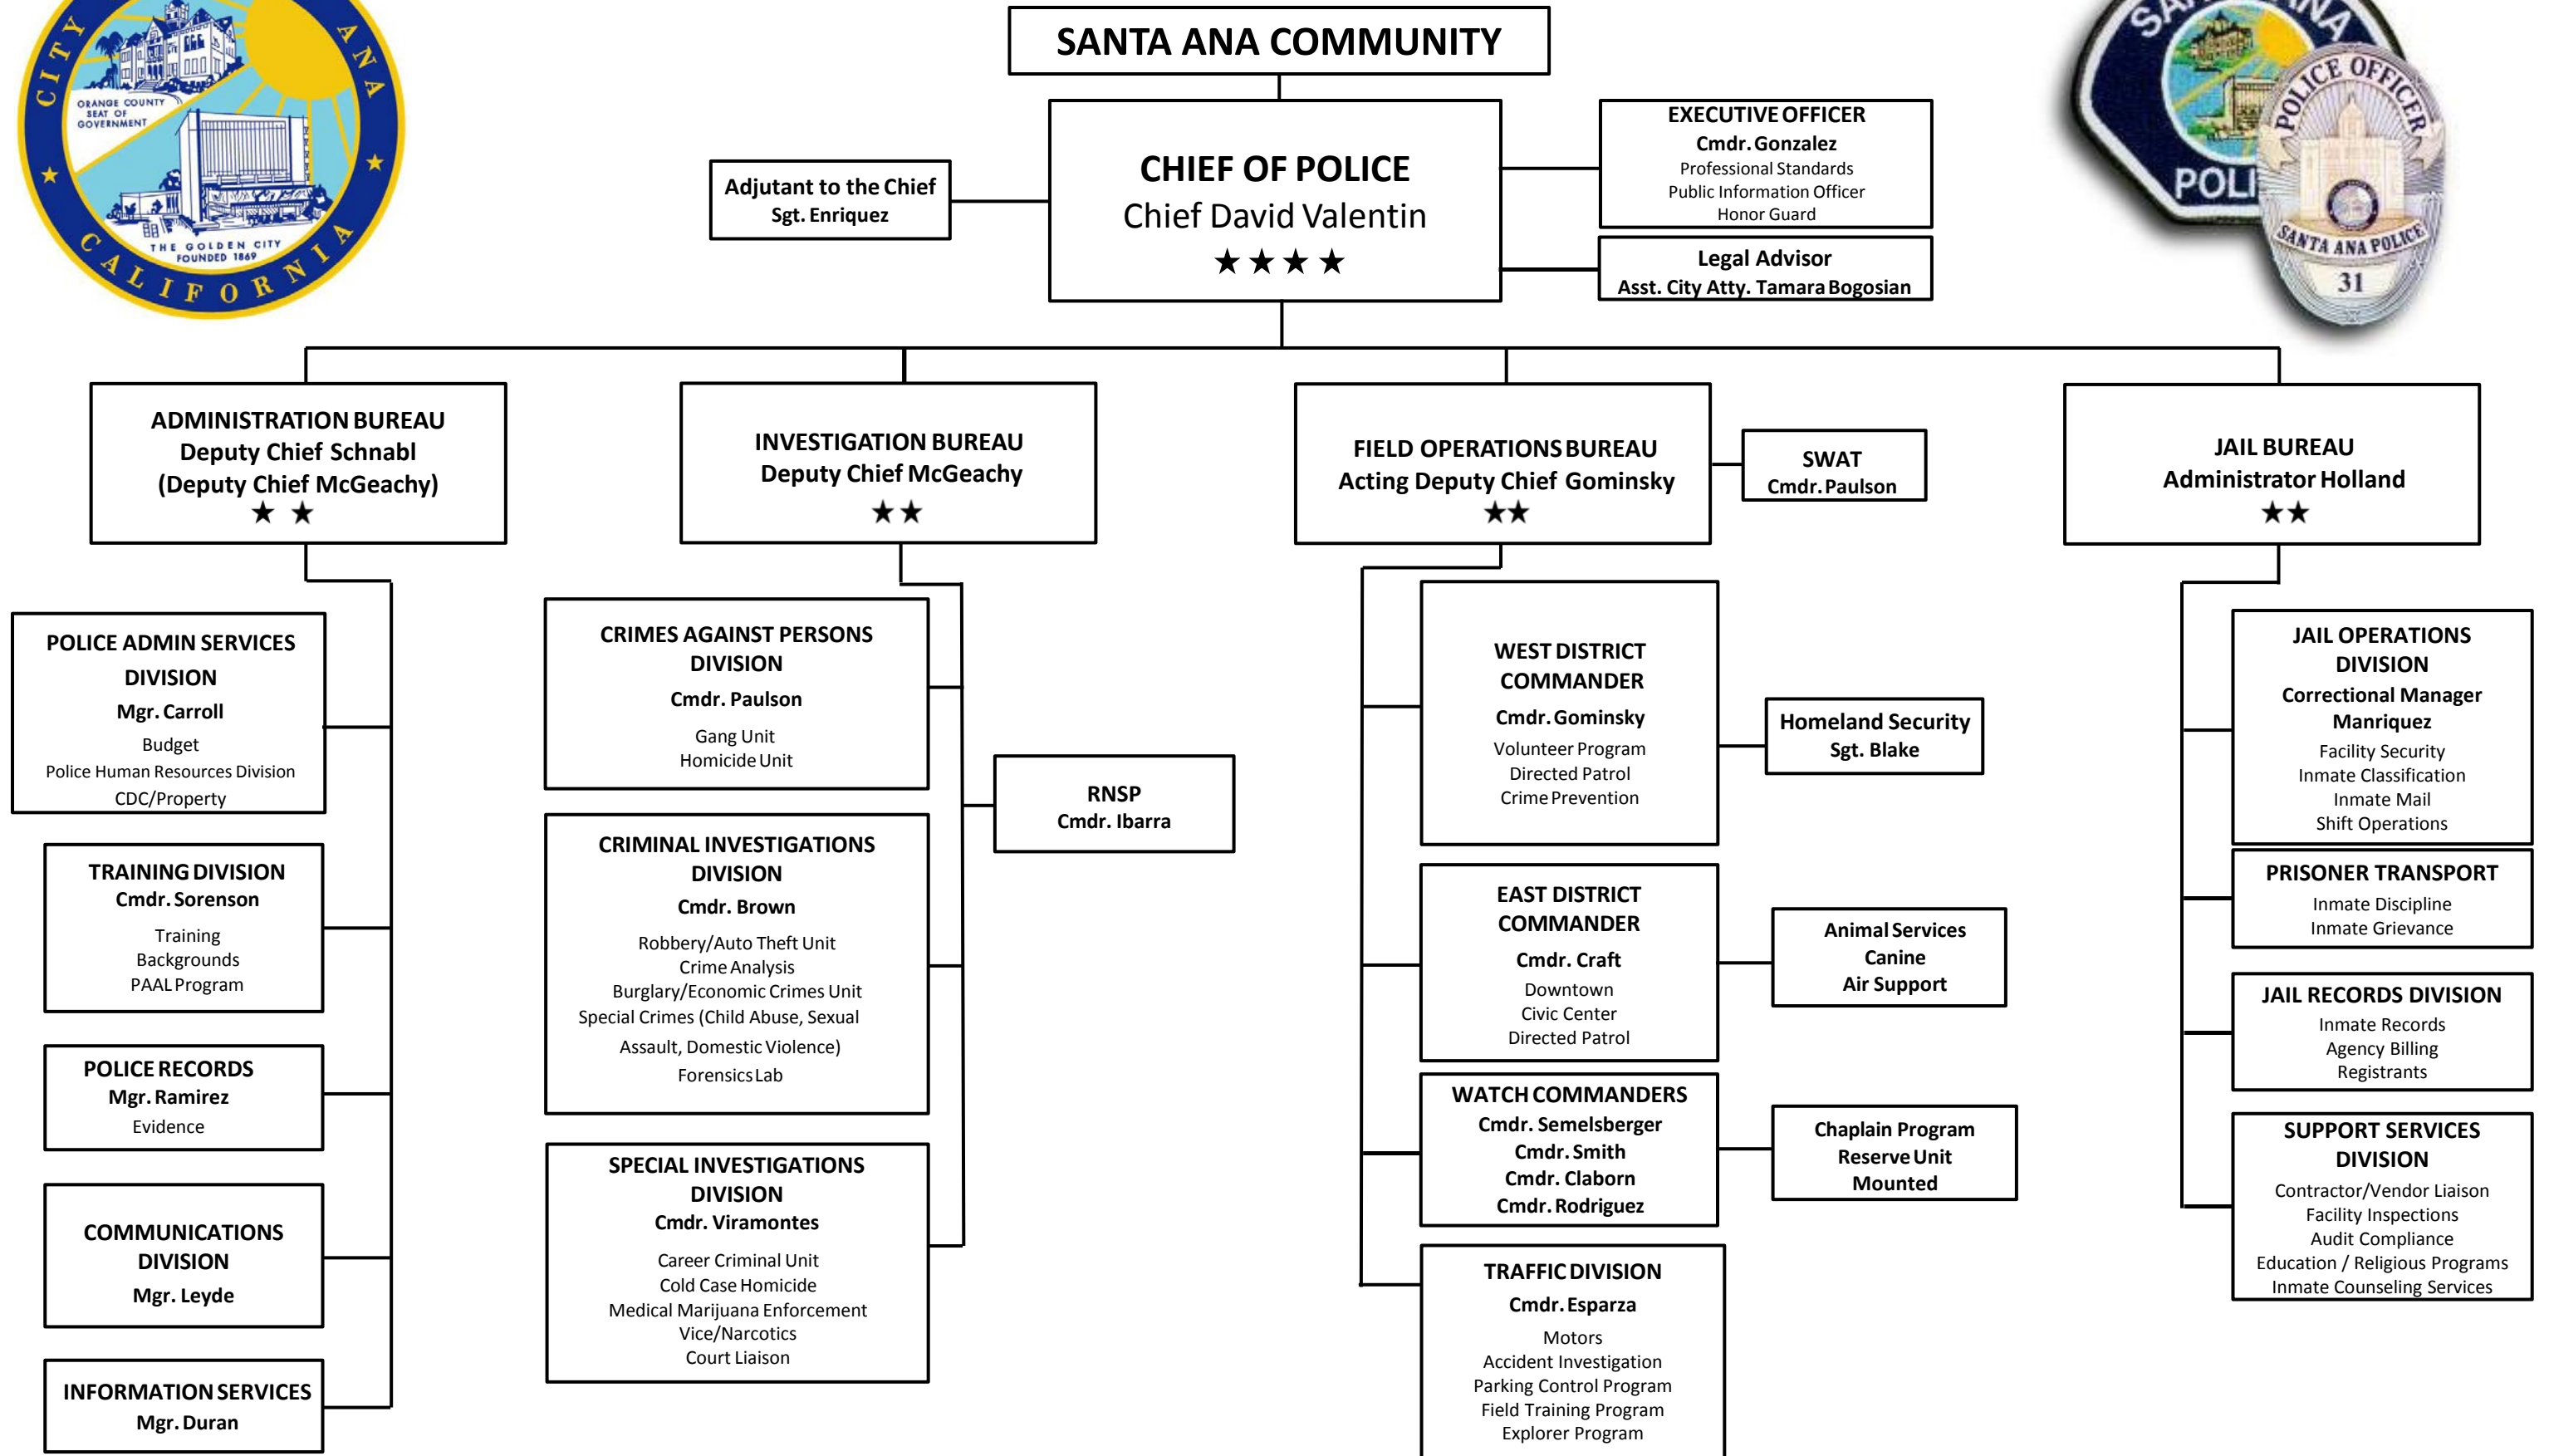 CITY ANA
ORANGE COUNTY
SEAT OF
GOVERNMENT
THE GOLDEN CITY
FOUNDED 1869
CALIFORNIA
SANTA ANA COMMUNITY
CHIEF OF POLICE
Chief David Valentin
Adjutant to the Chief
Sgt. Enriquez
EXECUTIVE OFFICER
Cmdr. Gonzalez
Professional Standards
Public Information Officer
Honor Guard
Legal Advisor
Asst. City Atty. Tamara Bogosian
POLICE OFFICER
SANTA ANA POLICE
31
ADMINISTRATION BUREAU
Deputy Chief Schnabl
(Deputy Chief McGeachy)
INVESTIGATION BUREAU
Deputy Chief McGeachy
FIELD OPERATIONS BUREAU
Acting Deputy Chief Gominsky
SWAT
Cmdr. Paulson
JAIL BUREAU
Administrator Holland
POLICE ADMIN SERVICES
DIVISION
Mgr. Carroll
Budget
Police Human Resources Division
CDC/Property
TRAINING DIVISION
Cmdr. Sorenson
Training
Backgrounds
PAAL Program
POLICE RECORDS
Mgr. Ramirez
Evidence
COMMUNICATIONS
DIVISION
Mgr. Leyde
INFORMATION SERVICES
Mgr. Duran
CRIMES AGAINST PERSONS
DIVISION
Cmdr. Paulson
Gang Unit
Homicide Unit
CRIMINAL INVESTIGATIONS
DIVISION
Cmdr. Brown
Robbery/Auto Theft Unit
Crime Analysis
Burglary/Economic Crimes Unit
Special Crimes (Child Abuse, Sexual
Assault, Domestic Violence)
Forensics Lab
SPECIAL INVESTIGATIONS
DIVISION
Cmdr. Viramontes
Career Criminal Unit
Cold Case Homicide
Medical Marijuana Enforcement
Vice/Narcotics
Court Liaison
RNSP
Cmdr. Ibarra
WEST DISTRICT
COMMANDER
Cmdr. Gominsky
Volunteer Program
Directed Patrol
Crime Prevention
Homeland Security
Sgt. Blake
EAST DISTRICT
COMMANDER
Cmdr. Craft
Downtown
Civic Center
Directed Patrol
Animal Services
Canine
Air Support
WATCH COMMANDERS
Cmdr. Semelsberger
Cmdr. Smith
Cmdr. Claborn
Cmdr. Rodriguez
Chaplain Program
Reserve Unit
Mounted
TRAFFIC DIVISION
Cmdr. Esparza
Motors
Accident Investigation
Parking Control Program
Field Training Program
Explorer Program
JAIL OPERATIONS
DIVISION
Correctional Manager
Manriquez
Facility Security
Inmate Classification
Inmate Mail
Shift Operations
PRISONER TRANSPORT
Inmate Discipline
Inmate Grievance
JAIL RECORDS DIVISION
Inmate Records
Agency Billing
Registrants
SUPPORT SERVICES
DIVISION
Contractor/Vendor Liaison
Facility Inspections
Audit Compliance
Education / Religious Programs
Inmate Counseling Services